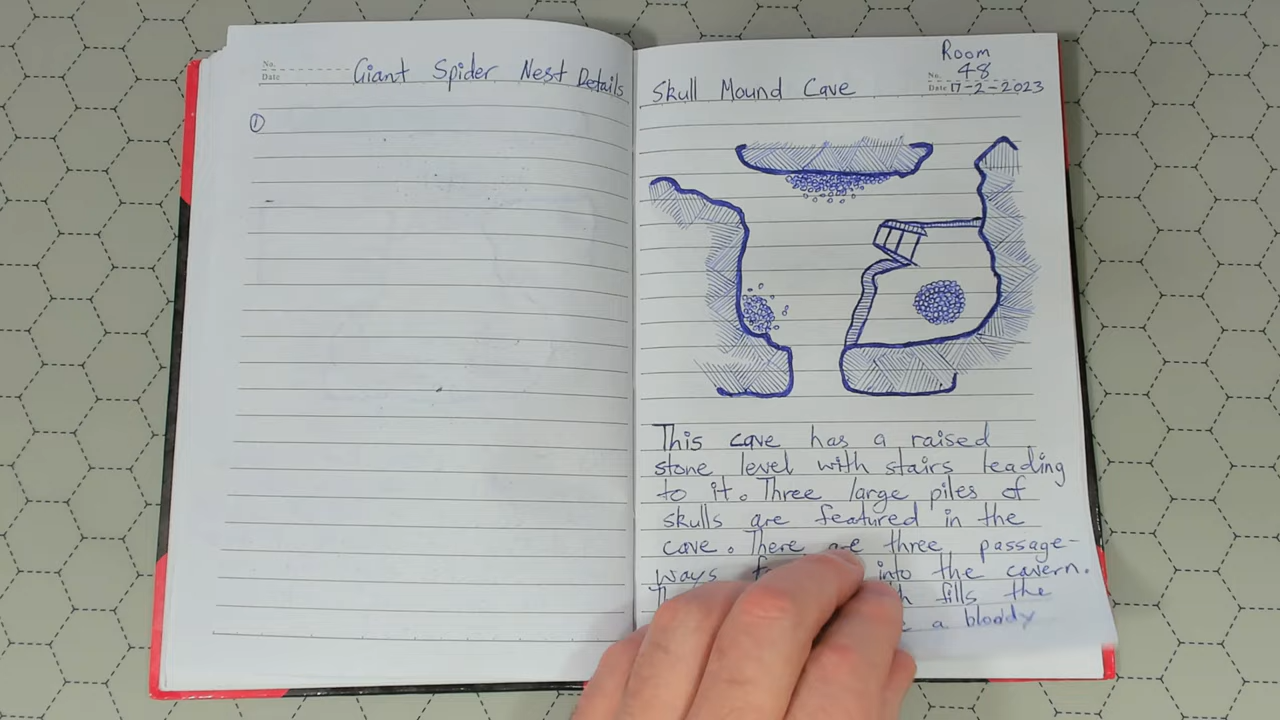 No.
Date
Giant Spider Nest Details
1
Room
48
No.
Date 17-2-2023
Skull Mound Cave
This cave has a raised
stone level with stairs leading
to it. Three large piles of
skulls are featured in the
cave. There are three passage-
ways into the cavern.
fills the
a bloody